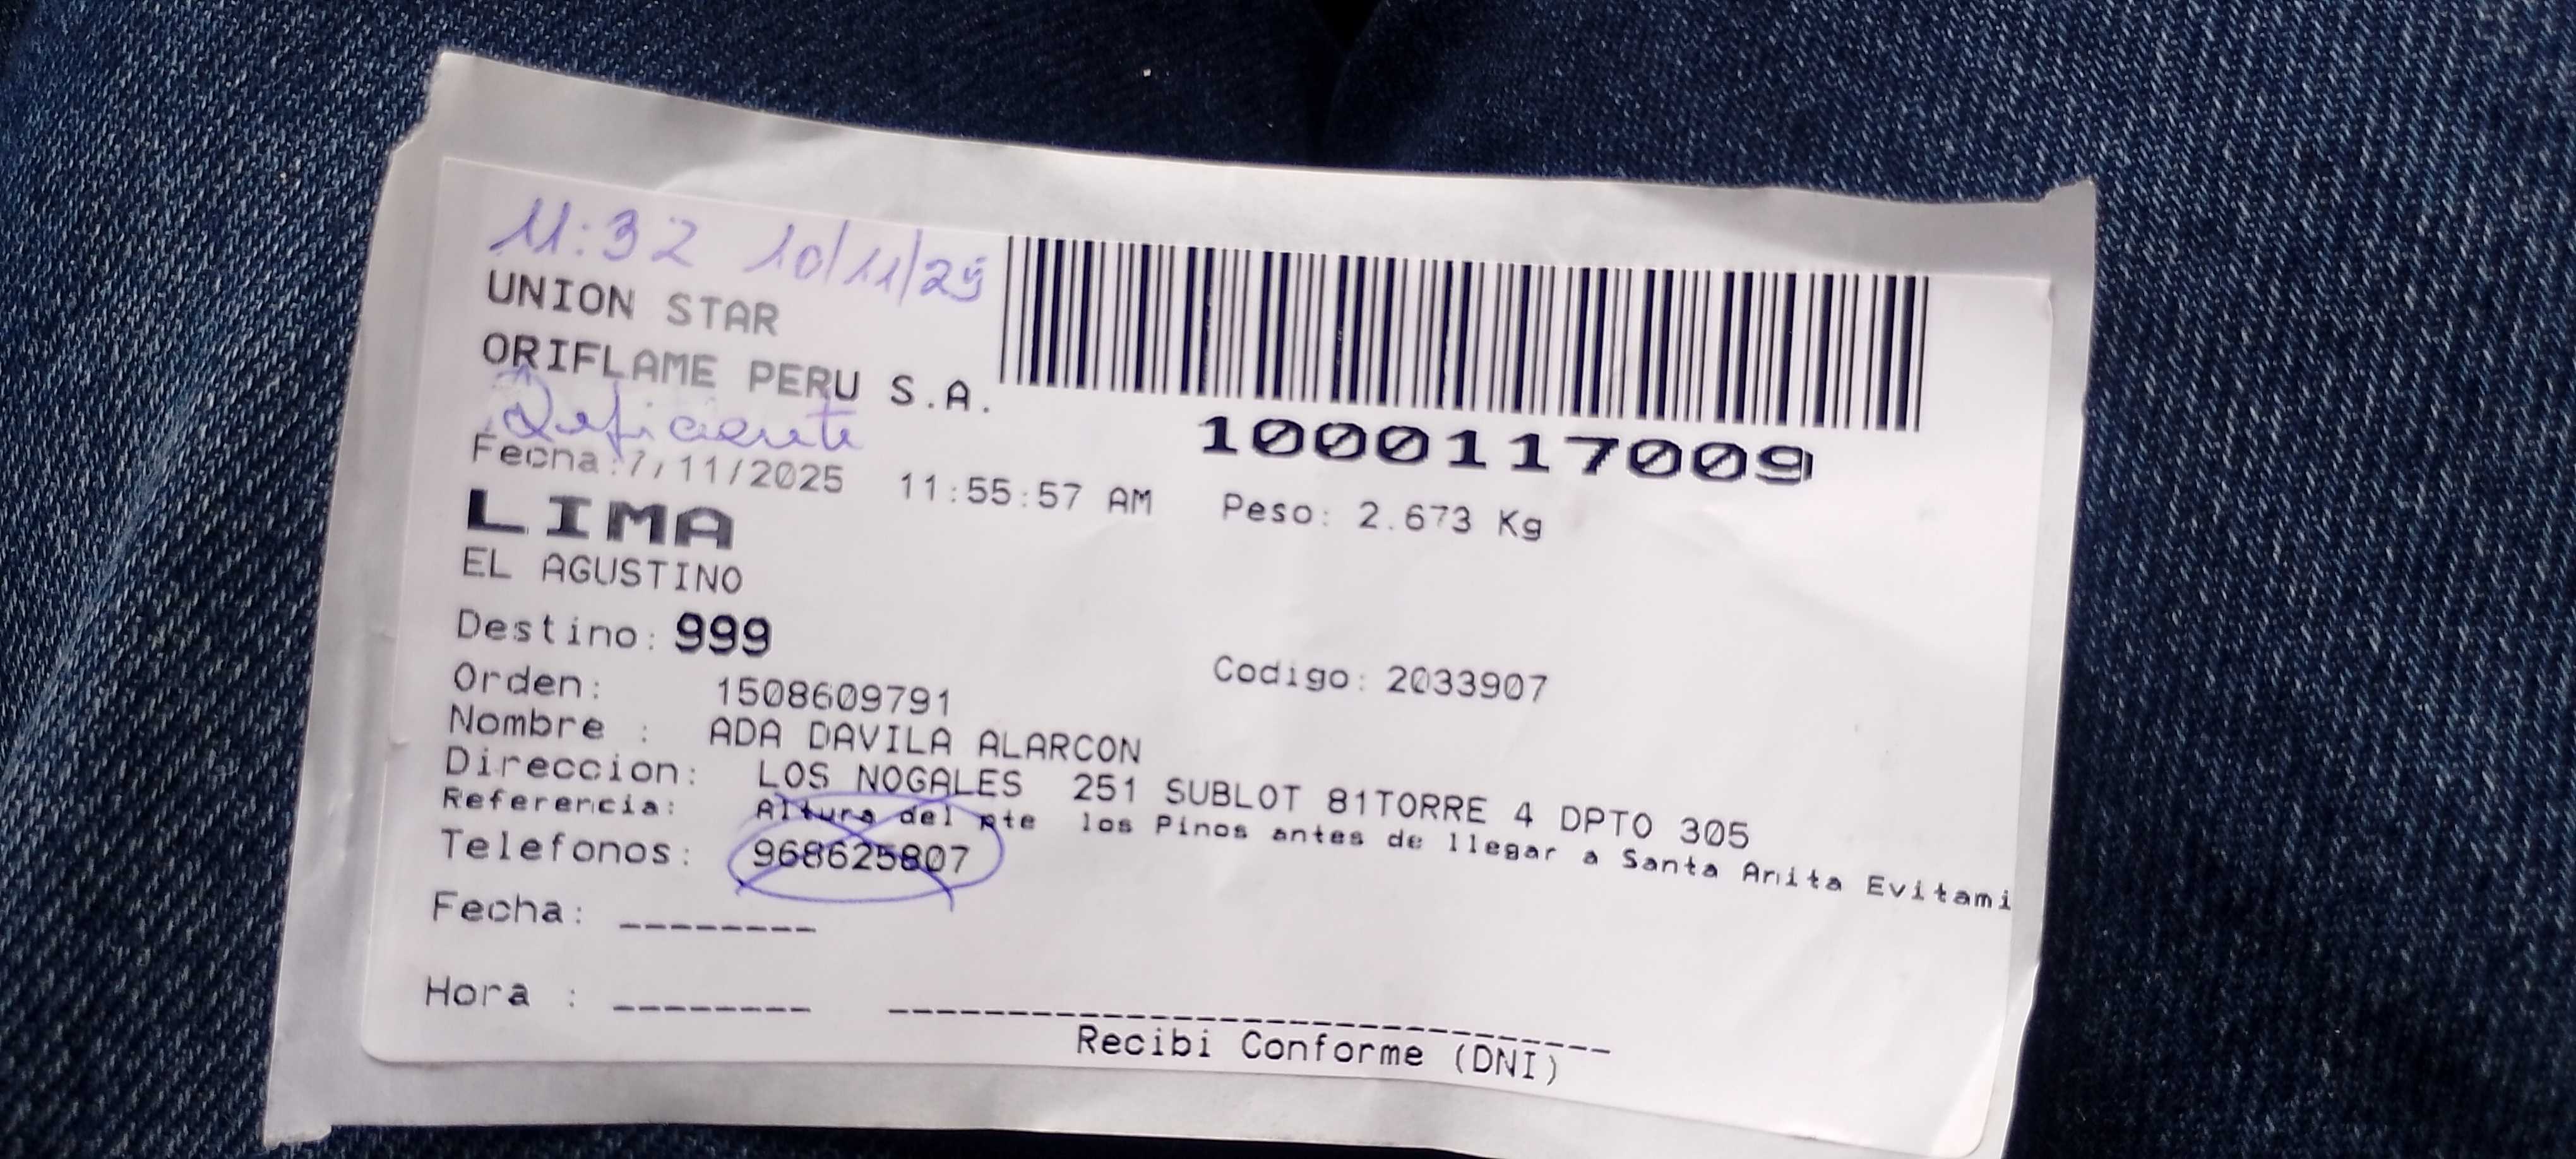 11:32 10/11/25
UNION STAR
ORIFLAME PERU S.A.
Deficiente
1000117009
Fecha:7/11/2025 11:55:57 AM Peso: 2.673 Kg
LIMA
EL AGUSTINO
Destino: 999
Orden: 1508609791 Codigo: 2033907
Nombre : ADA DAVILA ALARCON
Direccion: LOS NOGALES 251 SUBLOT 81TORRE 4 DPTO 305
Referencia: Altura del pte los Pinos antes de llegar a Santa Anita Evitami
Telefonos: 968625807
Fecha: --------
Hora : --------
Recibi Conforme (DNI)